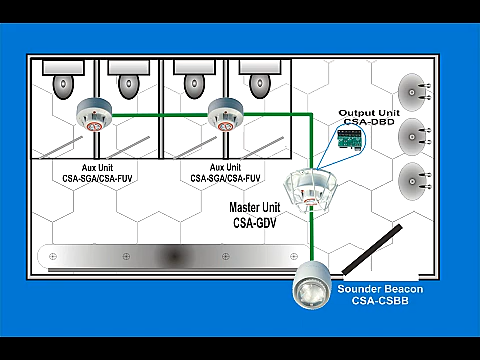 Output Unit
CSA-DBD
Aux Unit
CSA-SGA/CSA-FUV
Aux Unit
CSA-SGA/CSA-FUV
Master Unit
CSA-GDV
Sounder Beacon
CSA-CSBB